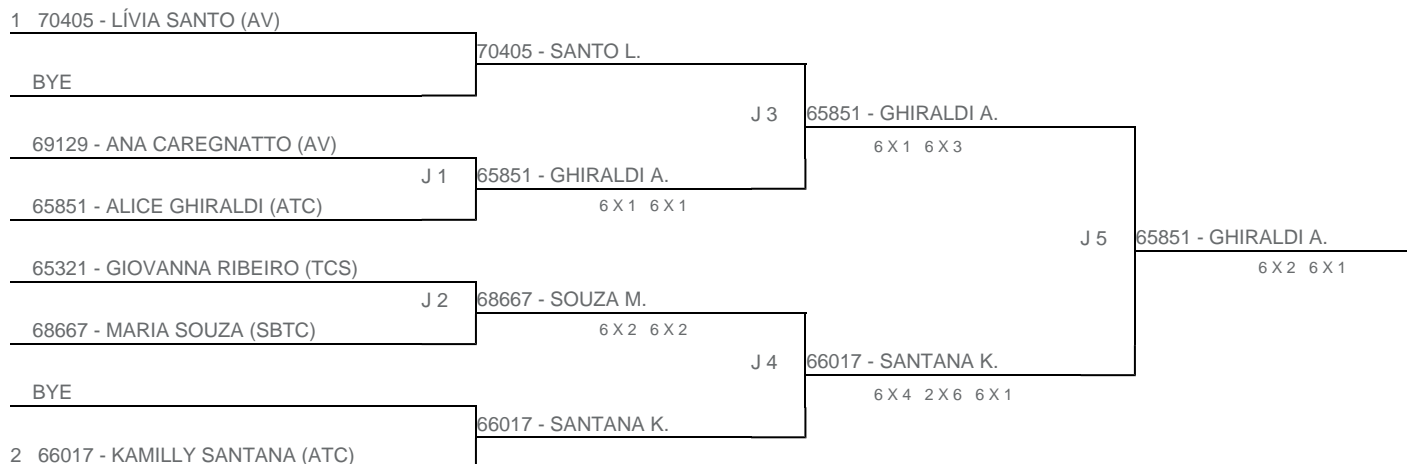 1 70405 - LÍVIA SANTO (AV)
70405 - SANTO L.
BYE
J 3
65851 - GHIRALDI A.
69129 - ANA CAREGNATTO (AV)
6 X 1 6 X 3
J 1
65851 - GHIRALDI A.
65851 - ALICE GHIRALDI (ATC)
6 X 1 6 X 1
J 5
65851 - GHIRALDI A.
65321 - GIOVANNA RIBEIRO (TCS)
6 X 2 6 X 1
J 2
68667 - SOUZA M.
68667 - MARIA SOUZA (SBTC)
6 X 2 6 X 2
J 4
66017 - SANTANA K.
BYE
6 X 4 2 X 6 6 X 1
66017 - SANTANA K.
2 66017 - KAMILLY SANTANA (ATC)